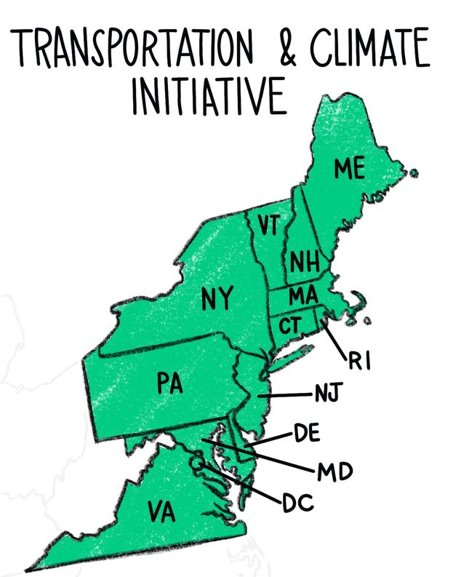 TRANSPORTATION & CLIMATE
INITIATIVE
ME
VT
NH
NY
MA
CT
RI
PA
NJ
DE
MD
DC
VA